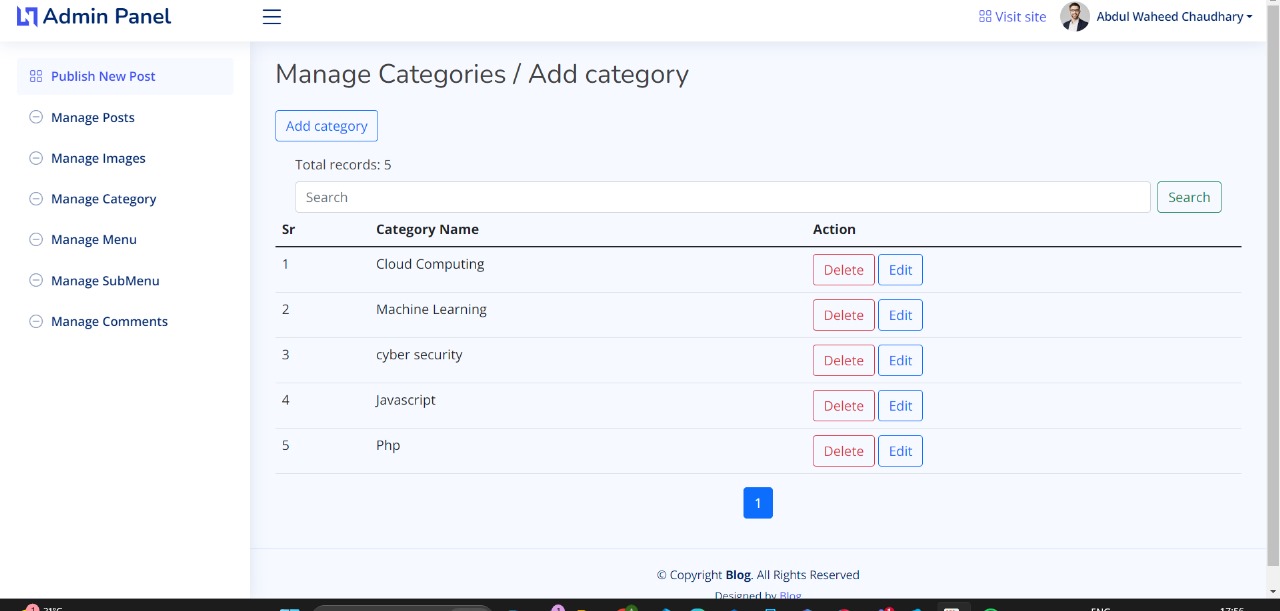 Admin Panel
Visit site
Abdul Waheed Chaudhary
Publish New Post
Manage Posts
Manage Images
Manage Category
Manage Menu
Manage SubMenu
Manage Comments
Manage Categories / Add category
Add category
Total records: 5
Search Search
Sr Category Name Action
1 Cloud Computing Delete Edit
2 Machine Learning Delete Edit
3 cyber security Delete Edit
4 Javascript Delete Edit
5 Php Delete Edit
1
© Copyright Blog. All Rights Reserved
Designed by Blog